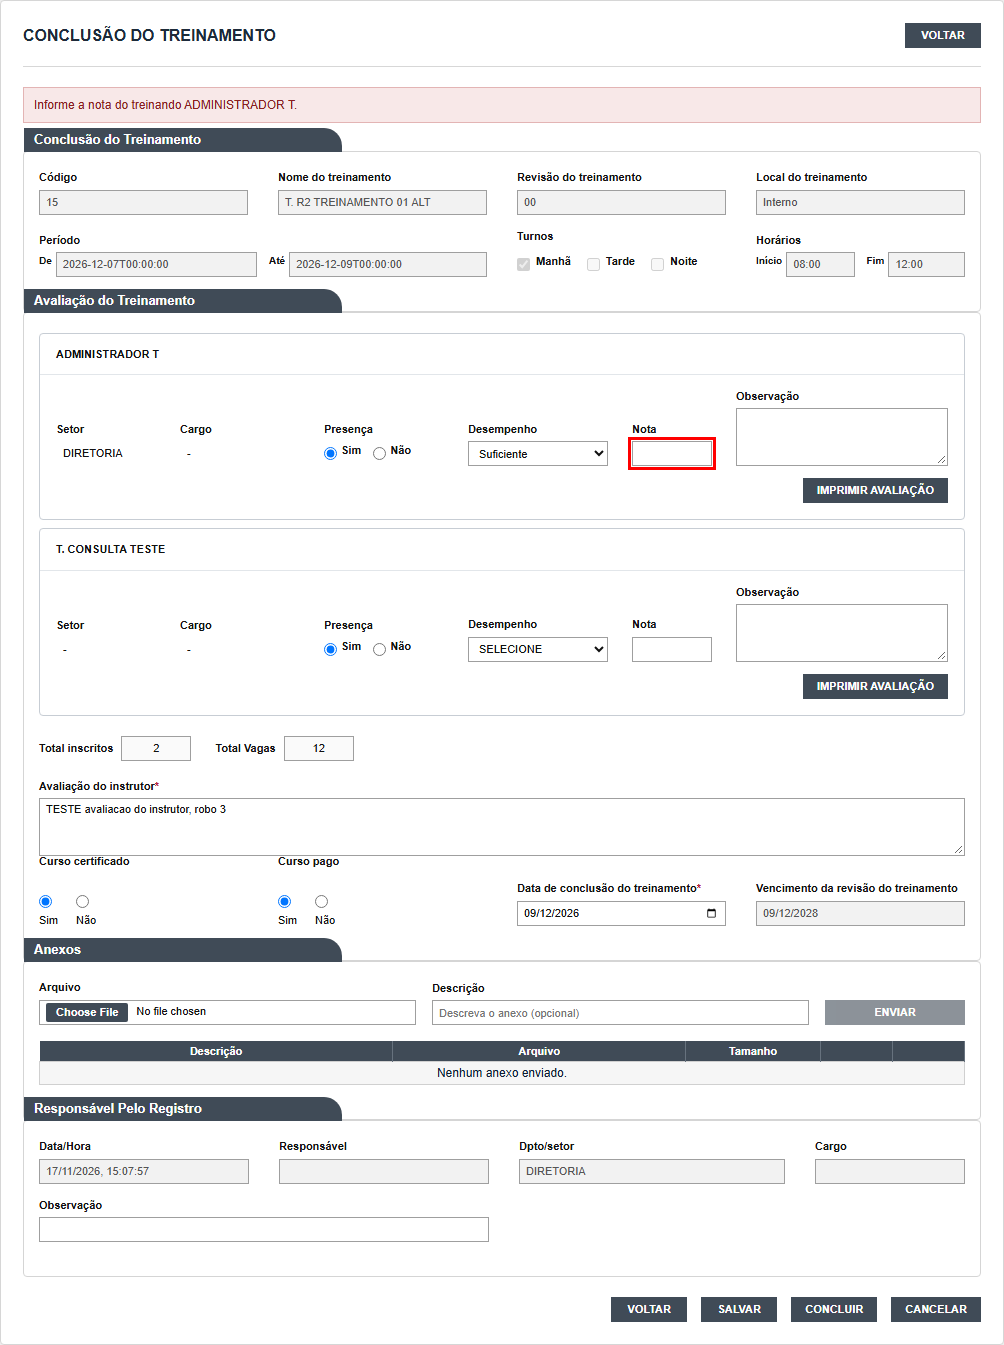 CONCLUSÃO DO TREINAMENTO
VOLTAR
Informe a nota do treinando ADMINISTRADOR T.
Conclusão do Treinamento
Código Nome do treinamento Revisão do treinamento Local do treinamento
15 T. R2 TREINAMENTO 01 ALT 00 Interno
Período Turnos Horários
De 2026-12-07T00:00:00 Até 2026-12-09T00:00:00 Manhã Tarde Noite Início 08:00 Fim 12:00
Avaliação do Treinamento
ADMINISTRADOR T
Observação
Setor Cargo Presença Desempenho Nota
DIRETORIA - Sim Não Suficiente
IMPRIMIR AVALIAÇÃO
T. CONSULTA TESTE
Observação
Setor Cargo Presença Desempenho Nota
- - Sim Não SELECIONE
IMPRIMIR AVALIAÇÃO
Total inscritos 2 Total Vagas 12
Avaliação do instrutor*
TESTE avaliacao do instrutor, robo 3
Curso certificado Curso pago
Data de conclusão do treinamento* Vencimento da revisão do treinamento
Sim Não Sim Não 09/12/2026 09/12/2028
Anexos
Arquivo Descrição
Choose File No file chosen Descreva o anexo (opcional) ENVIAR
Descrição Arquivo Tamanho
Nenhum anexo enviado.
Responsável Pelo Registro
Data/Hora Responsável Dpto/setor Cargo
17/11/2026, 15:07:57 DIRETORIA
Observação
VOLTAR SALVAR CONCLUIR CANCELAR